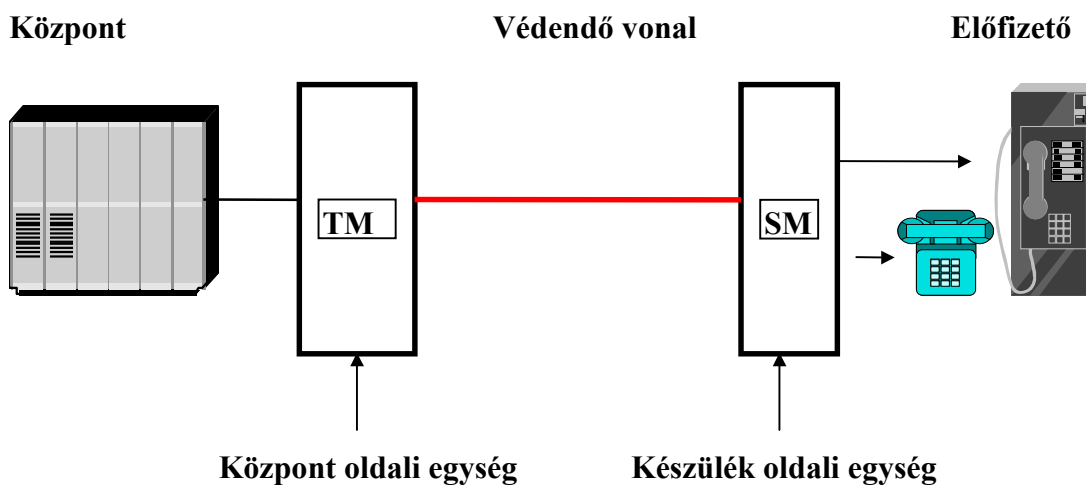 Központ Védendő vonal Előfizető
TM SM
Központ oldali egység Készülék oldali egység